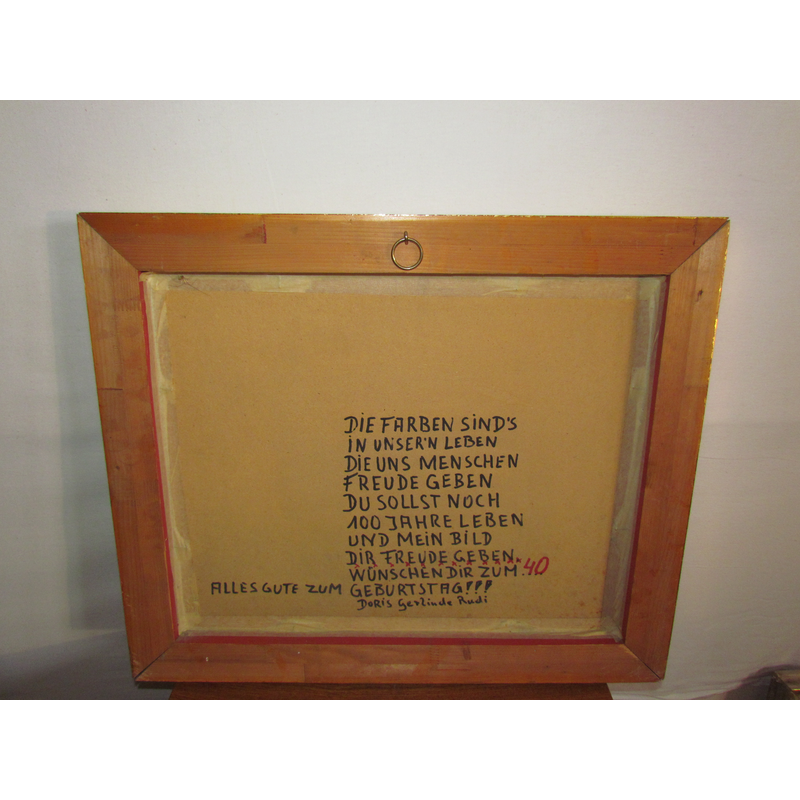 DIE FARBEN SIND'S
IN UNSER'N LEBEN
DIE UNS MENSCHEN
FREUDE GEBEN
DU SOLLST NOCH
100 JAHRE LEBEN
UND MEIN BILD
DIR FREUDE GEBEN.
WÜNSCHEN DIR ZUM 40
ALLES GUTE ZUM GEBURTSTAG!!!
Doris Gerlinde Rudi